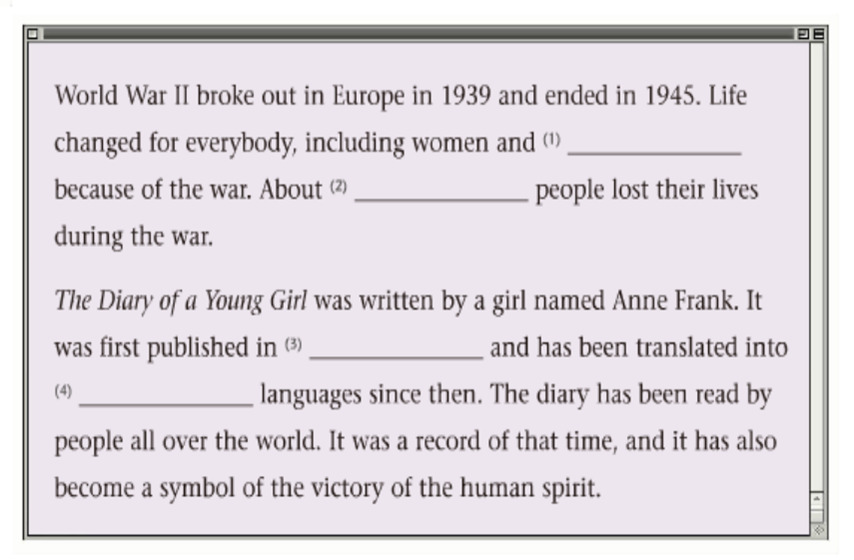 World War II broke out in Europe in 1939 and ended in 1945. Life
changed for everybody, including women and (1) ____________
because of the war. About (2) ____________ people lost their lives
during the war.
The Diary of a Young Girl was written by a girl named Anne Frank. It
was first published in (3) ____________ and has been translated into
(4) ____________ languages since then. The diary has been read by
people all over the world. It was a record of that time, and it has also
become a symbol of the victory of the human spirit.